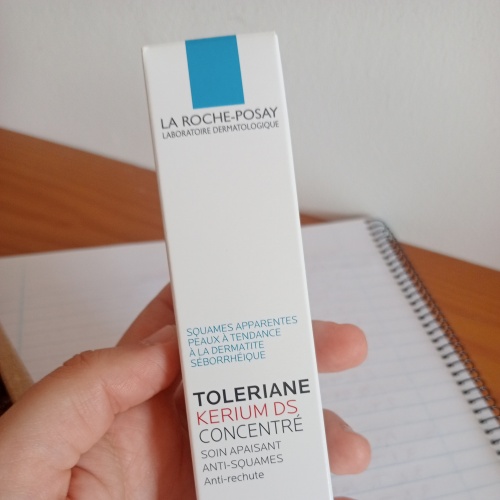 LA ROCHE-POSAY
LABORATOIRE DERMATOLOGIQUE
SQUAMES APPARENTES
PEAUX À TENDANCE
À LA DERMATITE
SÉBORRHÉIQUE
TOLERIANE
KERIUM DS
CONCENTRÉ
SOIN APAISANT
ANTI-SQUAMES
Anti-rechute